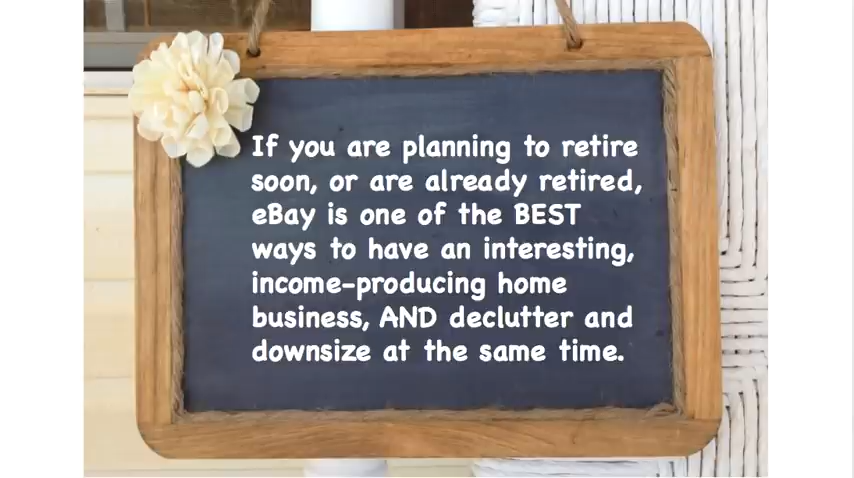 If you are planning to retire
soon, or are already retired,
eBay is one of the BEST
ways to have an interesting,
income-producing home
business, AND declutter and
downsize at the same time.